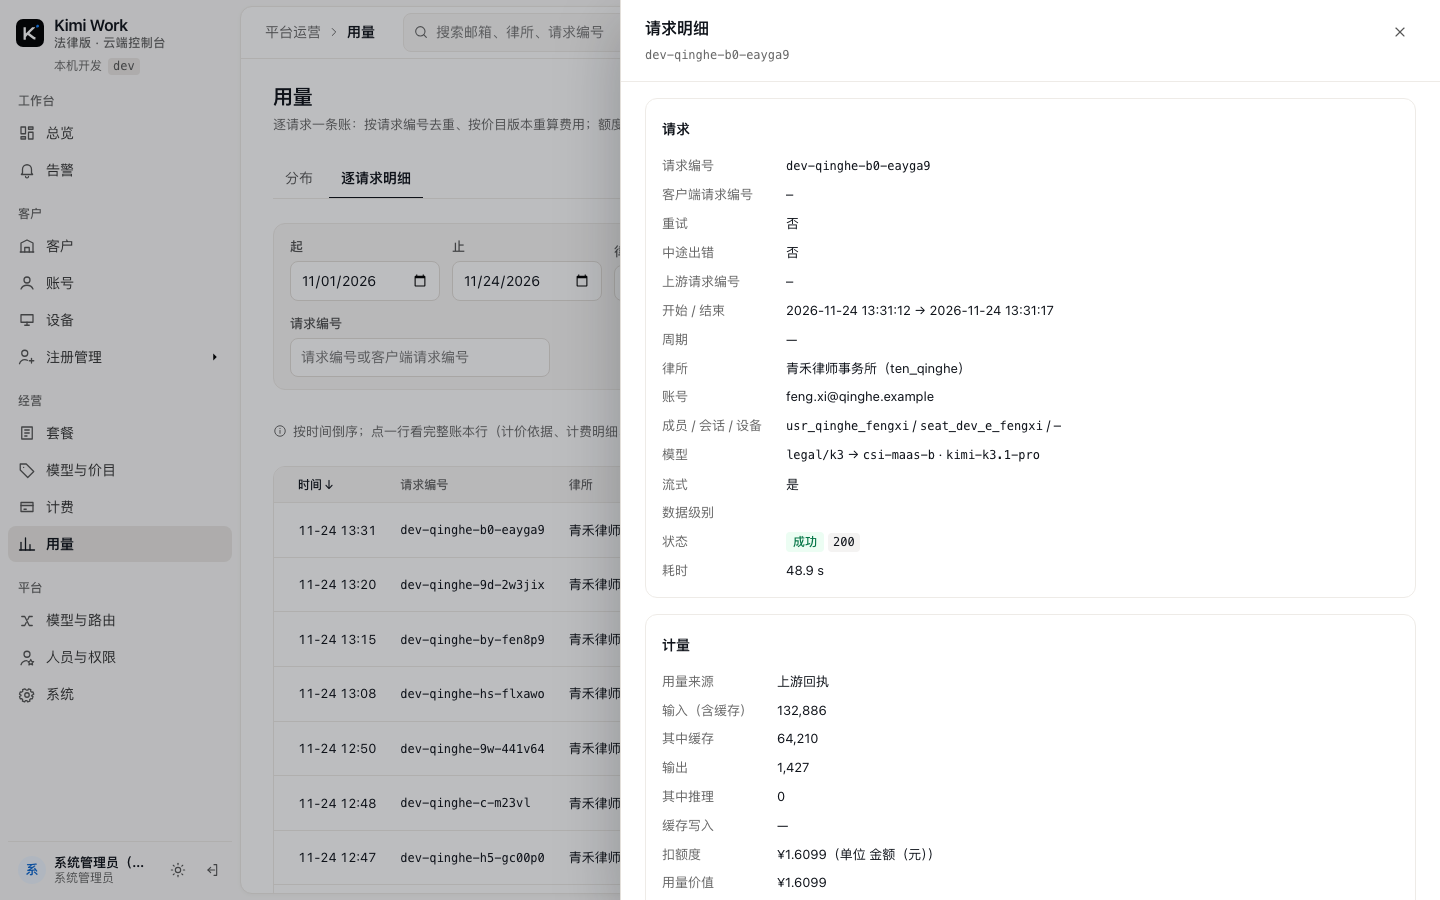 Kimi Work
法律版 · 云端控制台
本机开发 dev
工作台
总览
告警
客户
客户
账号
设备
注册管理
经营
套餐
模型与价目
计费
用量
平台
模型与路由
人员与权限
系统
系
系统管理员（...
系统管理员
平台运营 > 用量
搜索邮箱、律所、请求编号
用量
逐请求一条账：按请求编号去重、按价目版本重算费用；额度
分布
逐请求明细
起
止
11/01/2026
11/24/2026
请求编号
请求编号或客户端请求编号
按时间倒序；点一行看完整账本行（计价依据、计费明细
时间↓ 请求编号 律所
11-24 13:31 dev-qinghe-b0-eayga9 青禾律师
11-24 13:20 dev-qinghe-9d-2w3jix 青禾律师
11-24 13:15 dev-qinghe-by-fen8p9 青禾律师
11-24 13:08 dev-qinghe-hs-flxawo 青禾律师
11-24 12:50 dev-qinghe-9w-441v64 青禾律师
11-24 12:48 dev-qinghe-c-m23vl 青禾律师
11-24 12:47 dev-qinghe-h5-gc00p0 青禾律师
请求明细
dev-qinghe-b0-eayga9
请求
请求编号 dev-qinghe-b0-eayga9
客户端请求编号 –
重试 否
中途出错 否
上游请求编号 –
开始 / 结束 2026-11-24 13:31:12 → 2026-11-24 13:31:17
周期 —
律所 青禾律师事务所（ten_qinghe）
账号 feng.xi@qinghe.example
成员 / 会话 / 设备 usr_qinghe_fengxi / seat_dev_e_fengxi / –
模型 legal/k3 → csi-maas-b · kimi-k3.1-pro
流式 是
数据级别
状态 成功 200
耗时 48.9 s
计量
用量来源 上游回执
输入（含缓存） 132,886
其中缓存 64,210
输出 1,427
其中推理 0
缓存写入 —
扣额度 ¥1.6099（单位 金额（元））
用量价值 ¥1.6099